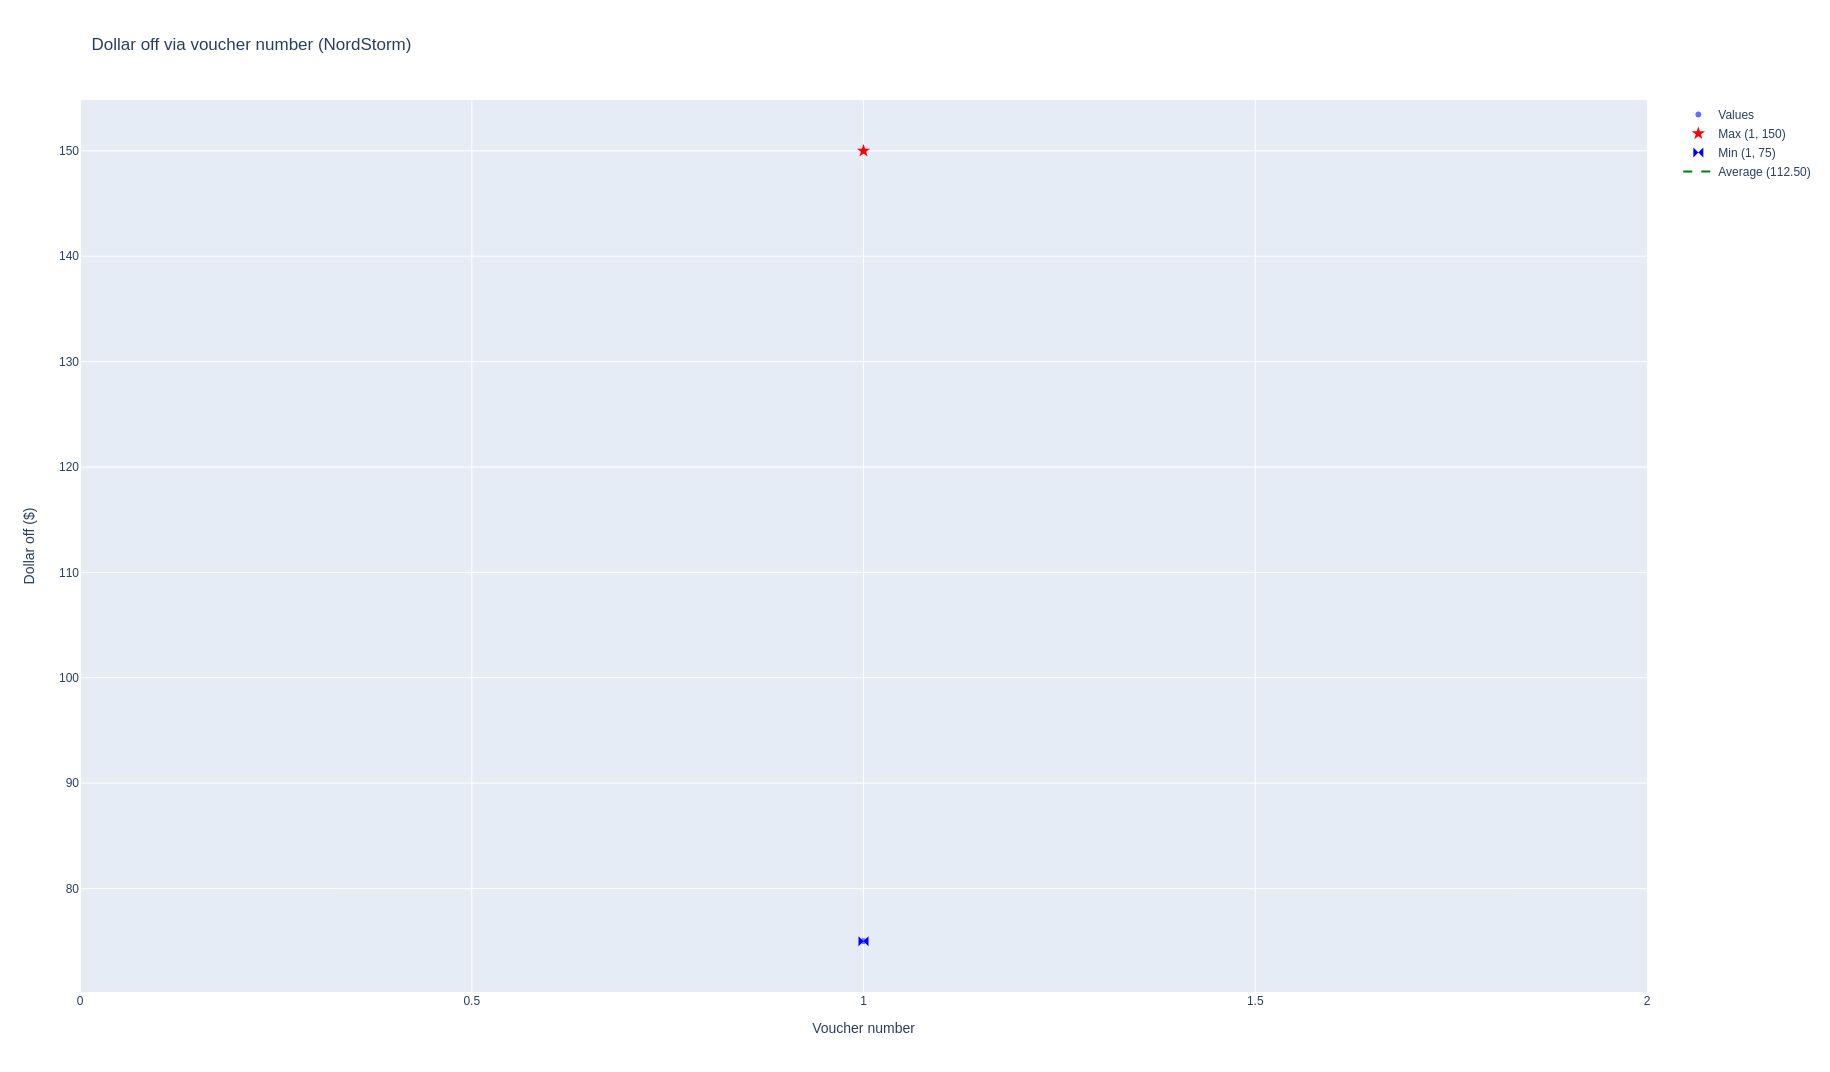 Dollar off via voucher number (NordStorm)
Values
Max (1, 150)
Min (1, 75)
Average (112.50)
150
140
130
120
110
100
90
80
Dollar off ($)
0 0.5 1 1.5 2
Voucher number